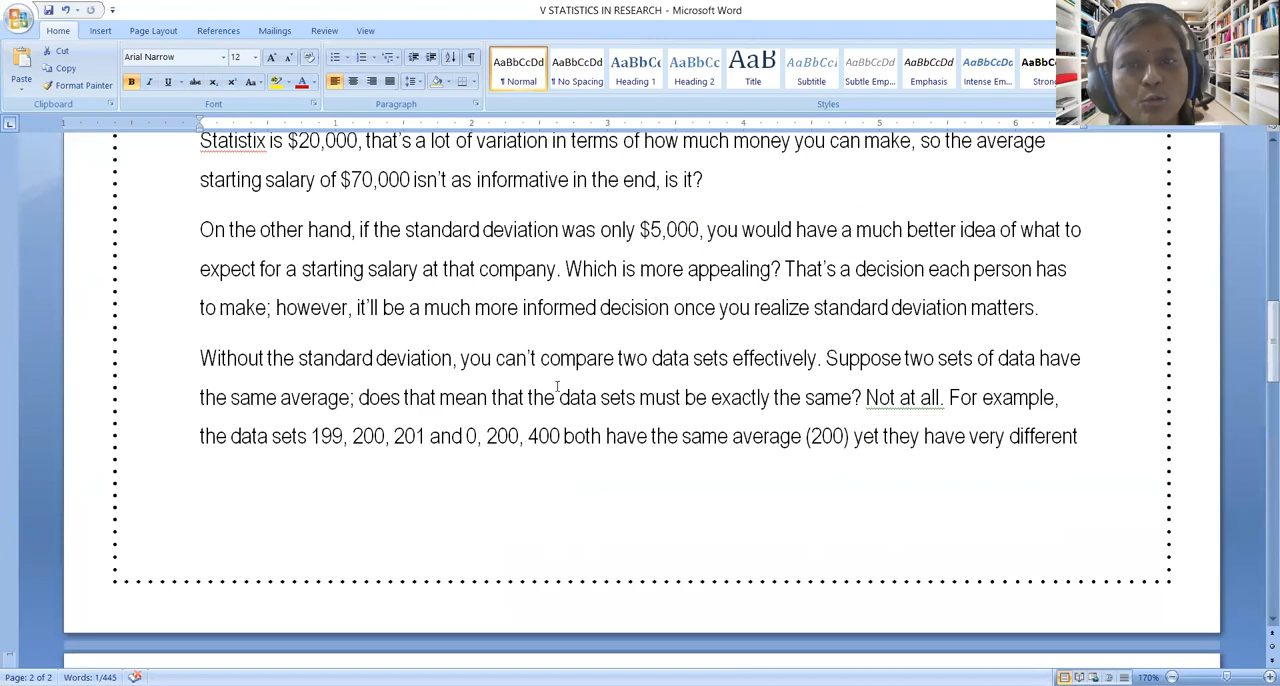 V STATISTICS IN RESEARCH - Microsoft Word
Home Insert Page Layout References Mailings Review View
Paste
Cut
Copy
Format Painter
Clipboard
Arial Narrow 12
Font
Paragraph
AaBbCcDd AaBbCcDd AaBbCc AaBbCc AaB AaBbCcI AaBbCcDd AaBbCcDd AaBbCcDd AaBbCcDd
¶ Normal ¶ No Spacing Heading 1 Heading 2 Title Subtitle Subtle Emp... Emphasis Intense Em... Strong
Styles
Statistix is $20,000, that's a lot of variation in terms of how much money you can make, so the average
starting salary of $70,000 isn't as informative in the end, is it?
On the other hand, if the standard deviation was only $5,000, you would have a much better idea of what to
expect for a starting salary at that company. Which is more appealing? That's a decision each person has
to make; however, it'll be a much more informed decision once you realize standard deviation matters.
Without the standard deviation, you can't compare two data sets effectively. Suppose two sets of data have
the same average; does that mean that the data sets must be exactly the same? Not at all. For example,
the data sets 199, 200, 201 and 0, 200, 400 both have the same average (200) yet they have very different
Page: 2 of 2 Words: 1/445 170%